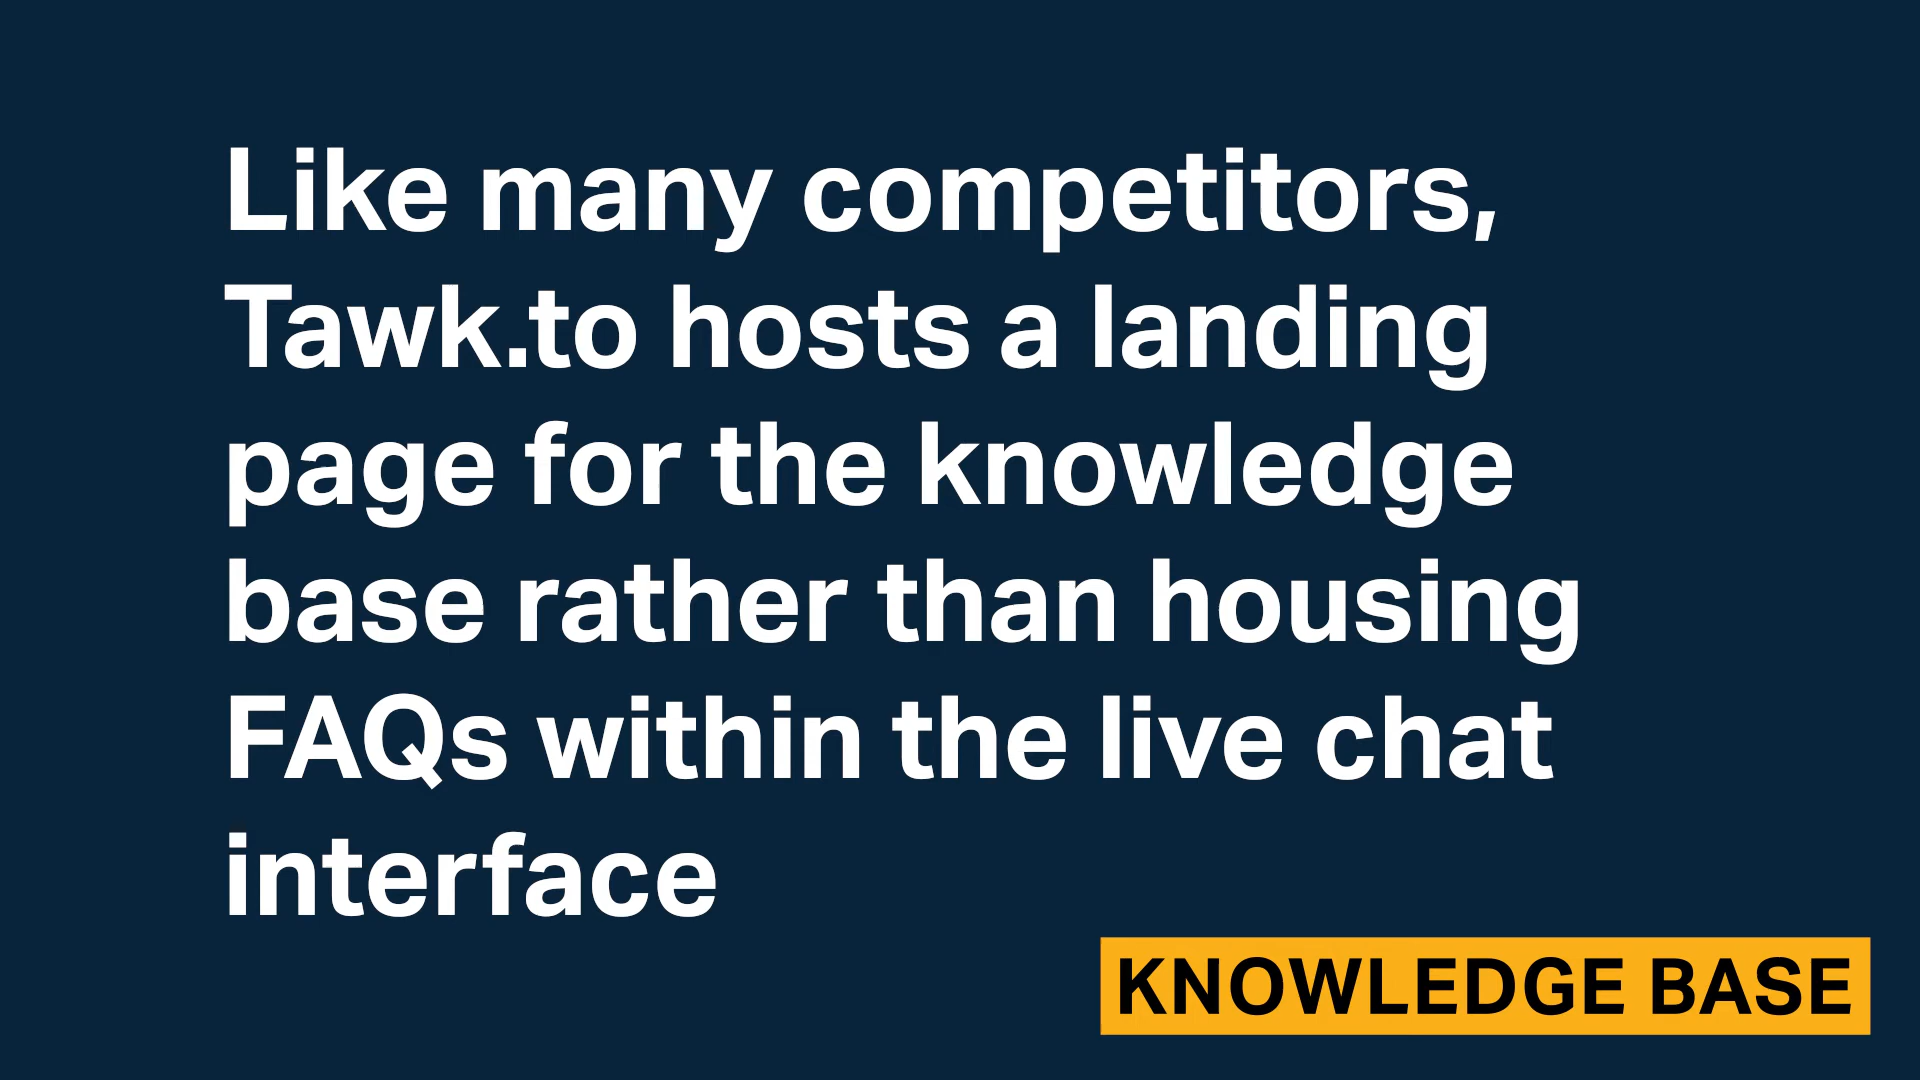 Like many competitors,
Tawk.to hosts a landing
page for the knowledge
base rather than housing
FAQs within the live chat
interface
KNOWLEDGE BASE